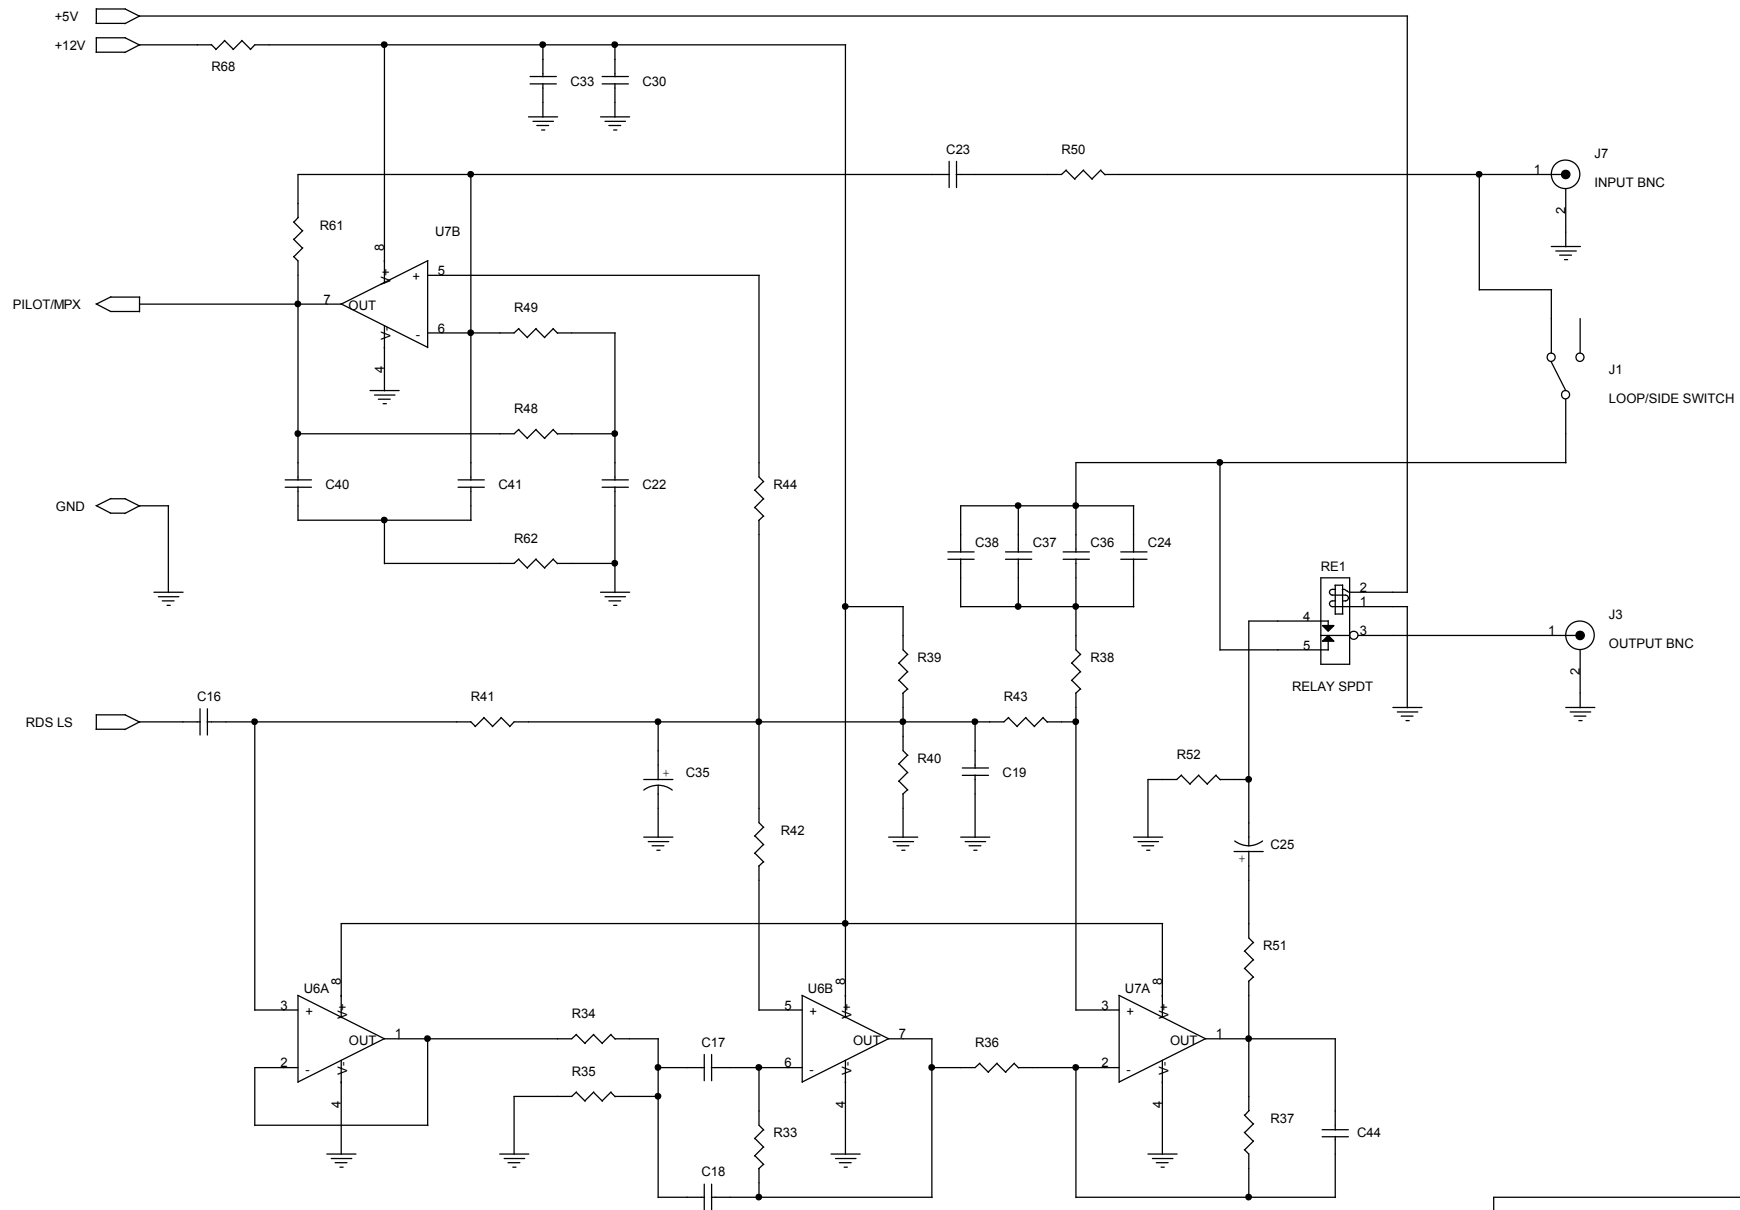 +5V
+12V
R68
C33
C30
C23
R50
J7
1
INPUT BNC
2
R61
U7B
8
V+
+
5
PILOT/MPX
7
OUT
R49
-
6
V-
4
J1
LOOP/SIDE SWITCH
R48
C40
C41
C22
R44
GND
R62
C38
C37
C36
C24
RE1
2
1
4
3
5
J3
1
OUTPUT BNC
2
R39
R38
RELAY SPDT
C16
R41
R43
RDS LS
C35
+
R40
C19
R52
R42
C25
+
R51
U6A
8
V+
3
+
OUT
1
2
-
V-
4
R34
R35
C17
R33
C18
U6B
8
V+
5
+
OUT
7
6
-
V-
4
R36
U7A
8
V+
3
+
OUT
1
2
-
V-
4
R37
C44